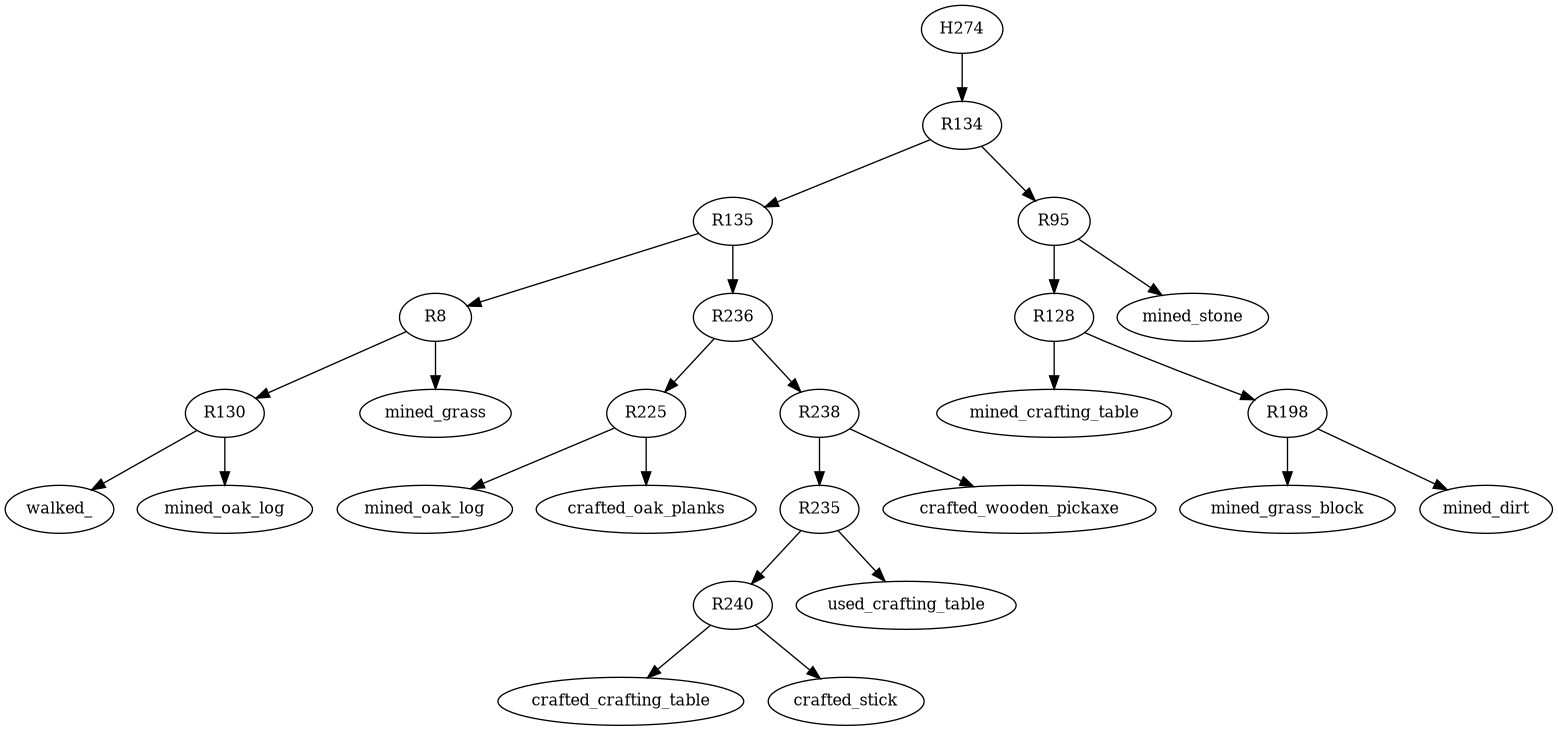 H274
R134
R135
R95
R8
R236
R128
mined_stone
R130
mined_grass
R225
R238
mined_crafting_table
R198
walked_
mined_oak_log
mined_oak_log
crafted_oak_planks
R235
crafted_wooden_pickaxe
mined_grass_block
mined_dirt
R240
used_crafting_table
crafted_crafting_table
crafted_stick